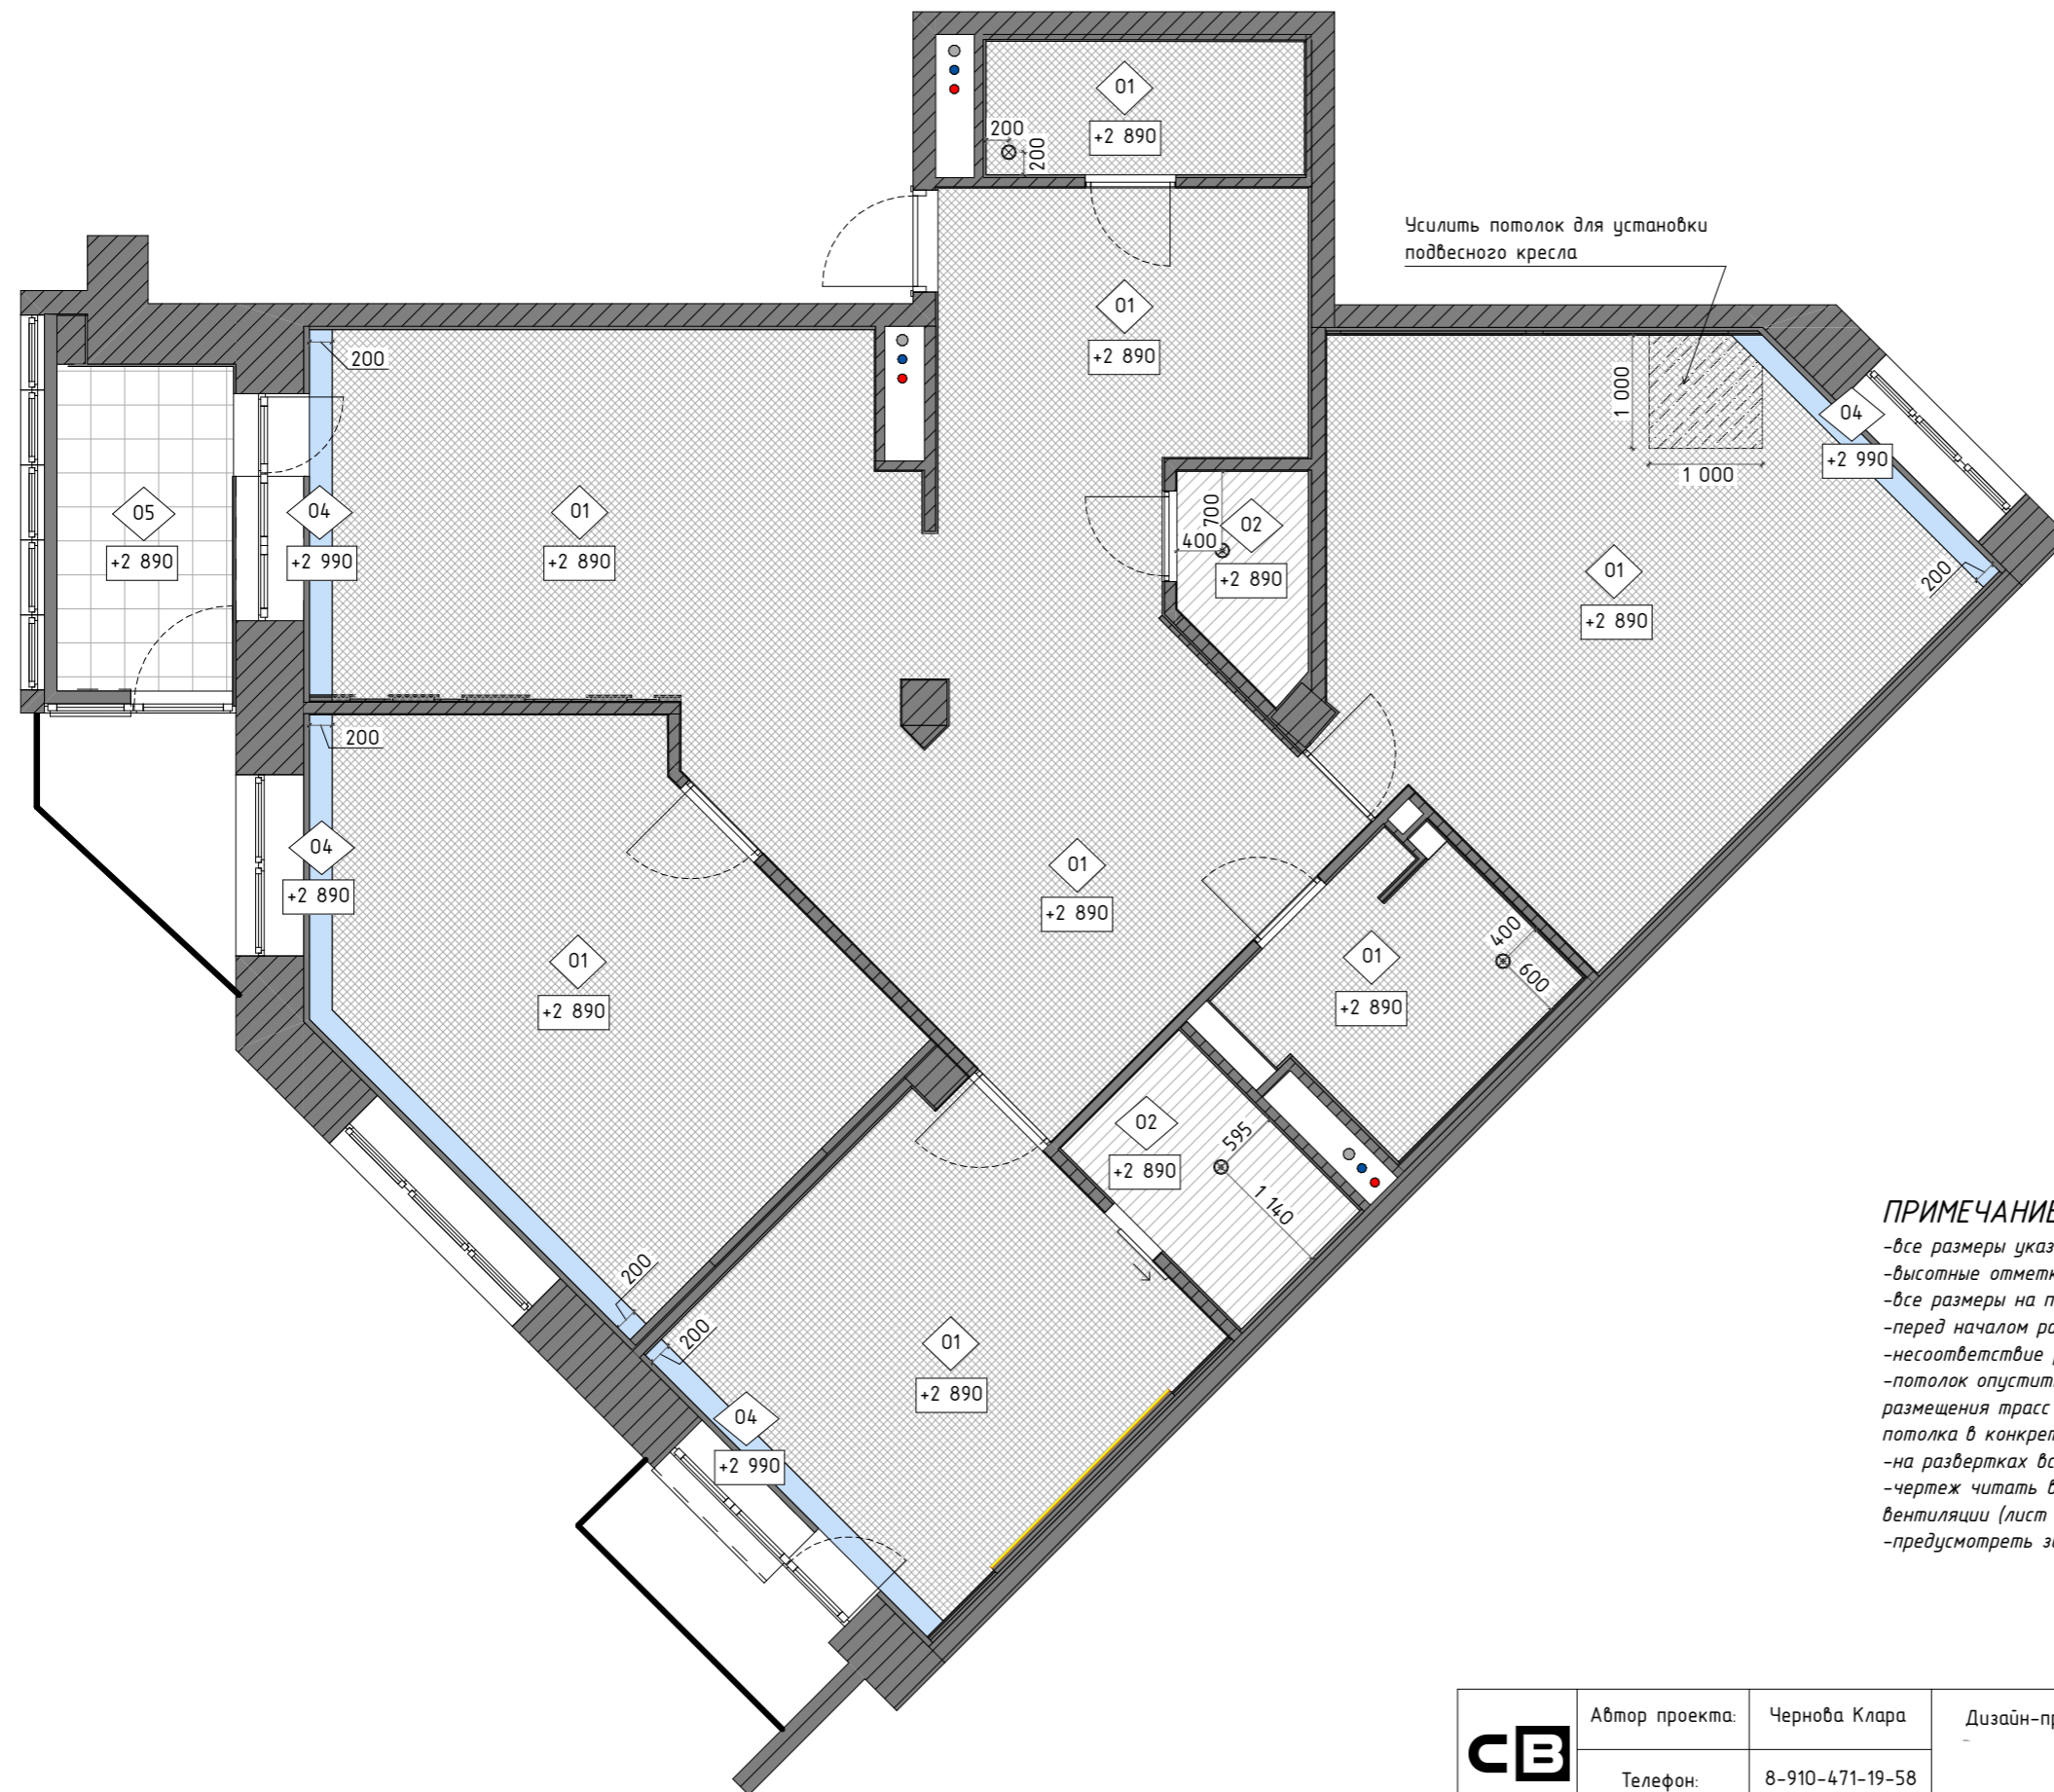 01
+2 890
200
200
Усилить потолок для установки
подвесного кресла
01
+2 890
200
1 000
1 000
04
+2 990
05
+2 890
04
+2 990
01
+2 890
700
400
02
+2 890
01
+2 890
200
200
04
+2 890
01
+2 890
01
+2 890
01
+2 890
400
600
02
+2 890
595
1 140
200
200
01
+2 890
04
+2 990
ПРИМЕЧАНИЕ
-все размеры указ
-высотные отметк
-все размеры на п
-перед началом ра
-несоответствие
-потолок опустит
размещения трасс
потолка в конкрет
-на развертках вс
-чертеж читать в
вентиляции (лист
-предусмотреть
СВ
Автор проекта:
Чернова Клара
Дизайн-пр
Телефон:
8-910-471-19-58